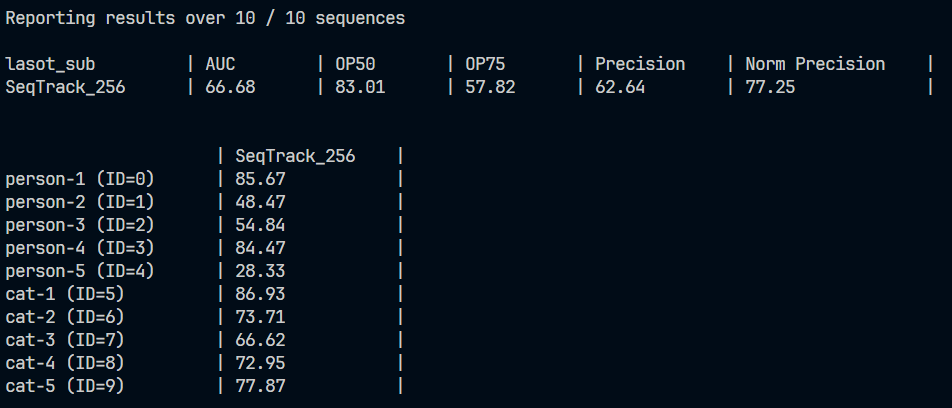 Reporting results over 10 / 10 sequences
lasot_sub | AUC | OP50 | OP75 | Precision | Norm Precision |
SeqTrack_256 | 66.68 | 83.01 | 57.82 | 62.64 | 77.25 |
| SeqTrack_256 |
person-1 (ID=0) | 85.67 |
person-2 (ID=1) | 48.47 |
person-3 (ID=2) | 54.84 |
person-4 (ID=3) | 84.47 |
person-5 (ID=4) | 28.33 |
cat-1 (ID=5) | 86.93 |
cat-2 (ID=6) | 73.71 |
cat-3 (ID=7) | 66.62 |
cat-4 (ID=8) | 72.95 |
cat-5 (ID=9) | 77.87 |